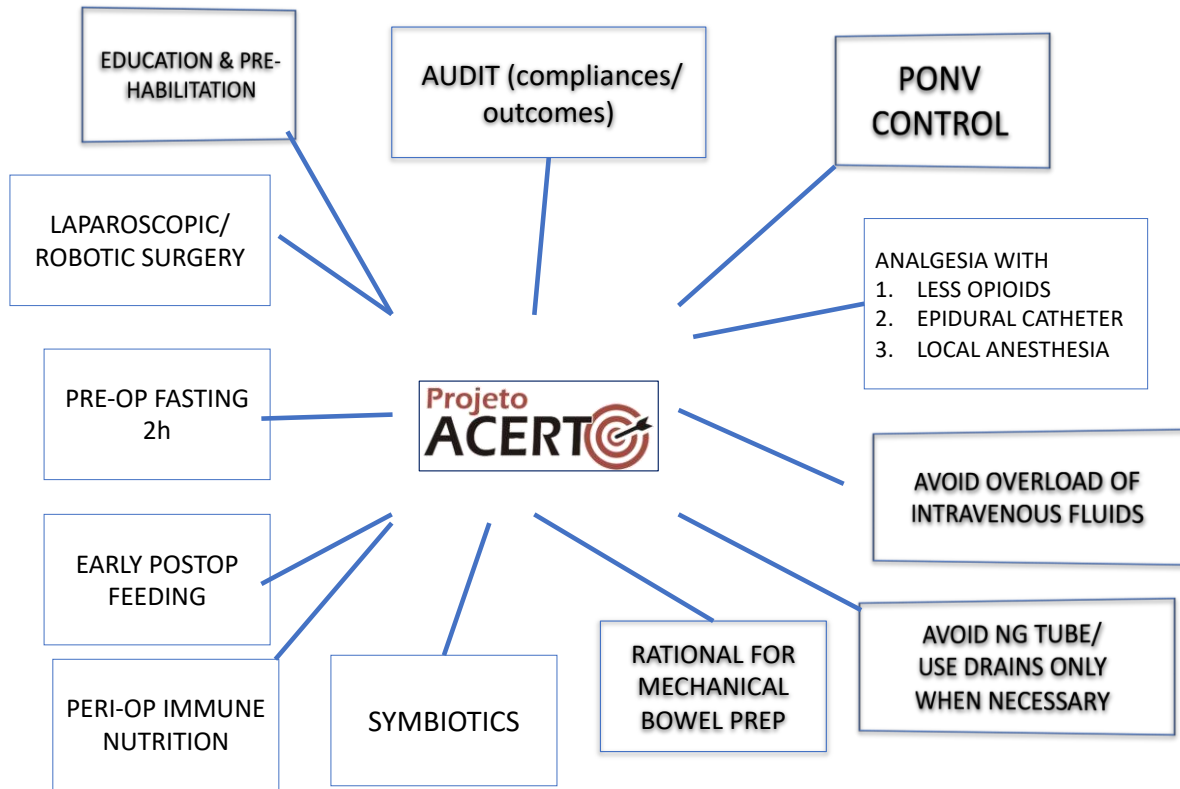 EDUCATION & PRE-
HABILITATION
AUDIT (compliances/
outcomes)
PONV
CONTROL
LAPAROSCOPIC/
ROBOTIC SURGERY
ANALGESIA WITH
1. LESS OPIOIDS
2. EPIDURAL CATHETER
3. LOCAL ANESTHESIA
PRE-OP FASTING
2h
Projeto
ACERTO
AVOID OVERLOAD OF
INTRAVENOUS FLUIDS
EARLY POSTOP
FEEDING
AVOID NG TUBE/
USE DRAINS ONLY
WHEN NECESSARY
RATIONAL FOR
MECHANICAL
BOWEL PREP
PERI-OP IMMUNE
NUTRITION
SYMBIOTICS